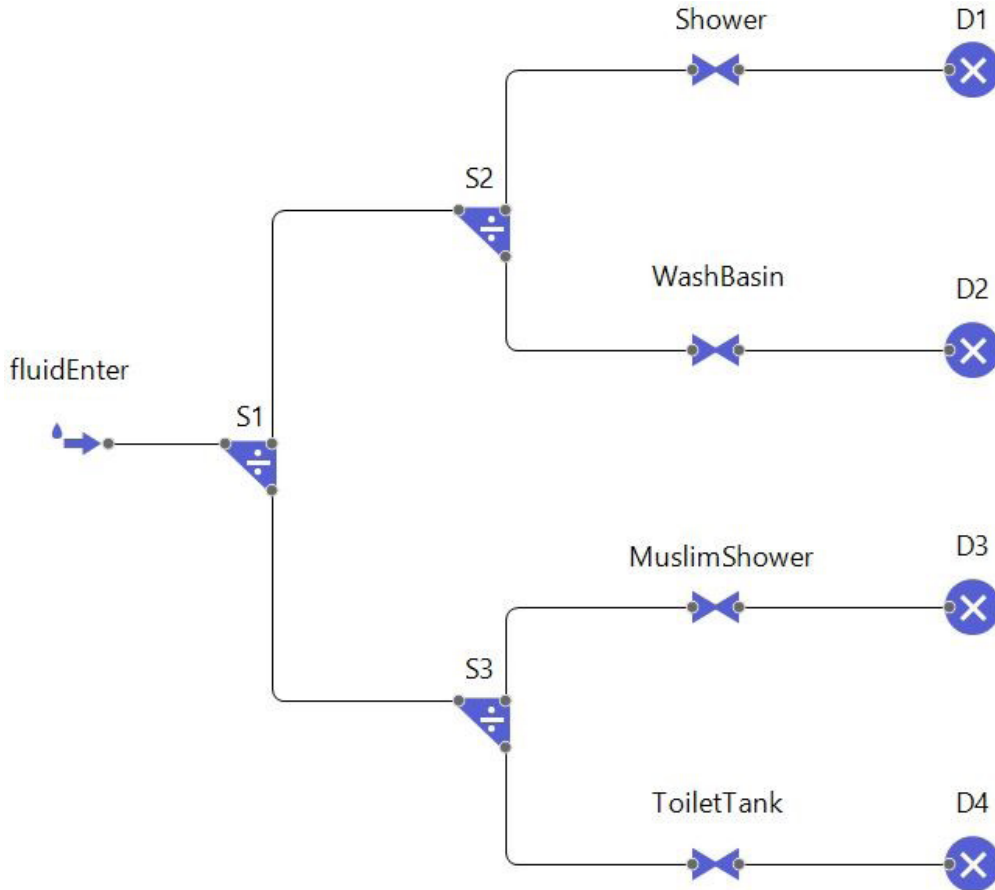 Shower
D1
S2
WashBasin
D2
fluidEnter
S1
MuslimShower
D3
S3
ToiletTank
D4